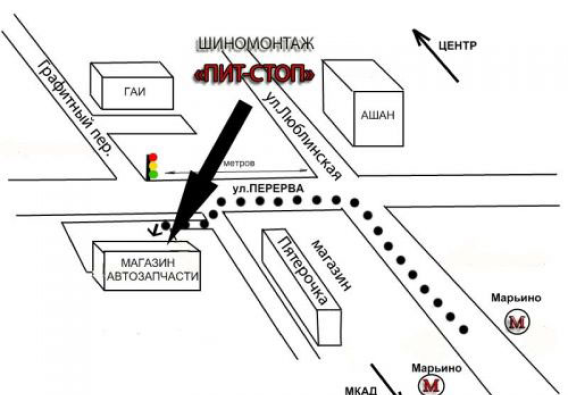 ШИНОМОНТАЖ
«ПИТ-СТОП»
ЦЕНТР
Графитный пер.
ГАИ
ул.Люблинская
АШАН
метров
ул.ПЕРЕРВА
МАГАЗИН
АВТОЗАПЧАСТИ
магазин
Пятерочка
Марьино
М
Марьино
М
МКАД